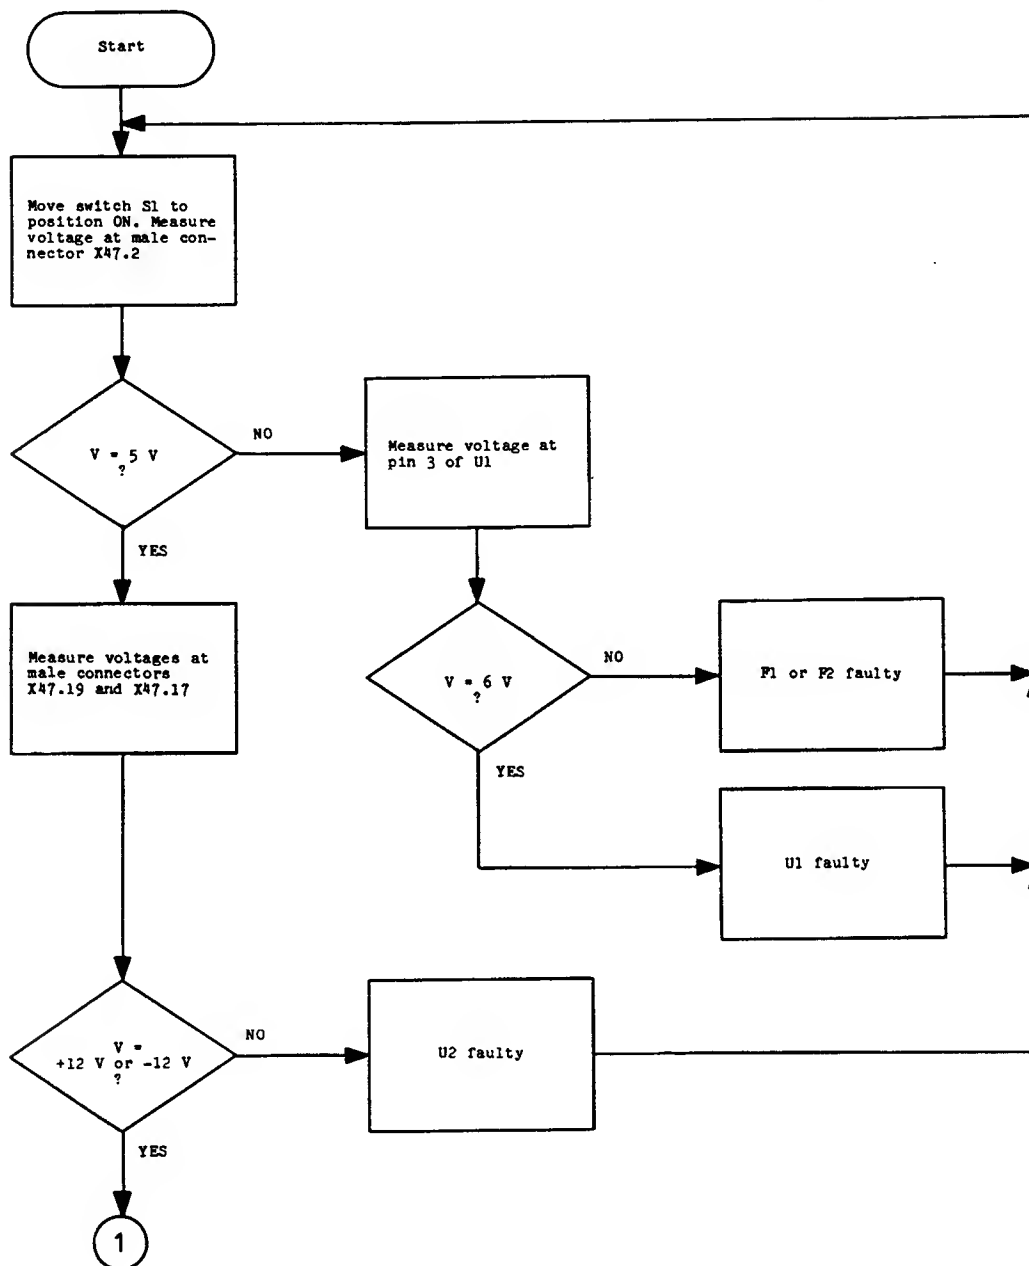 Start
Move switch S1 to
position ON. Measure
voltage at male con-
nector X47.2
V = 5 V
?
NO
YES
Measure voltage at
pin 3 of U1
Measure voltages at
male connectors
X47.19 and X47.17
V = 6 V
?
NO
YES
F1 or F2 faulty
U1 faulty
V =
+12 V or -12 V
?
NO
YES
U2 faulty
1